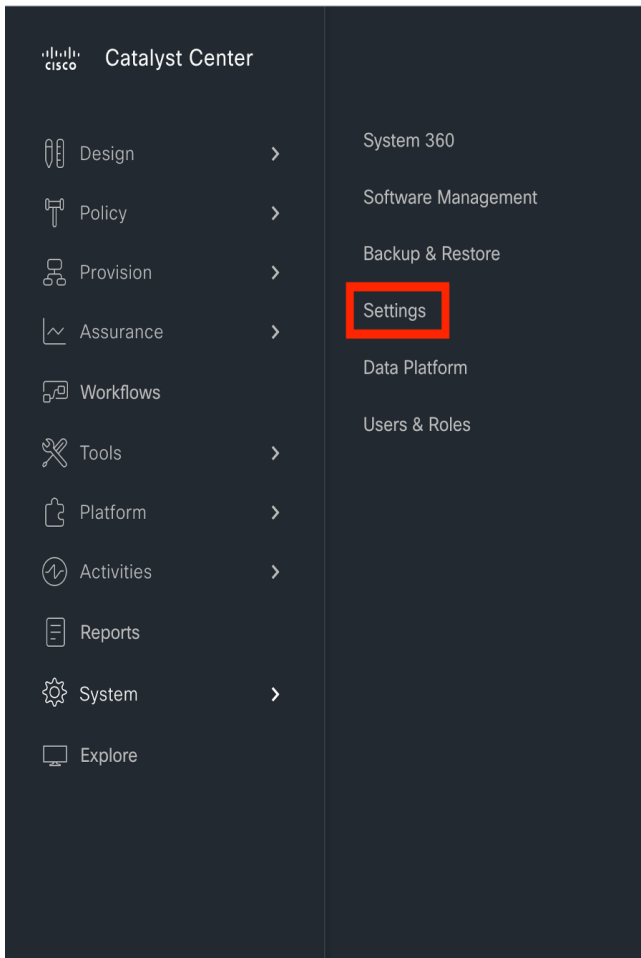 CISCO Catalyst Center
Design
Policy
Provision
Assurance
Workflows
Tools
Platform
Activities
Reports
System
Explore
System 360
Software Management
Backup & Restore
Settings
Data Platform
Users & Roles